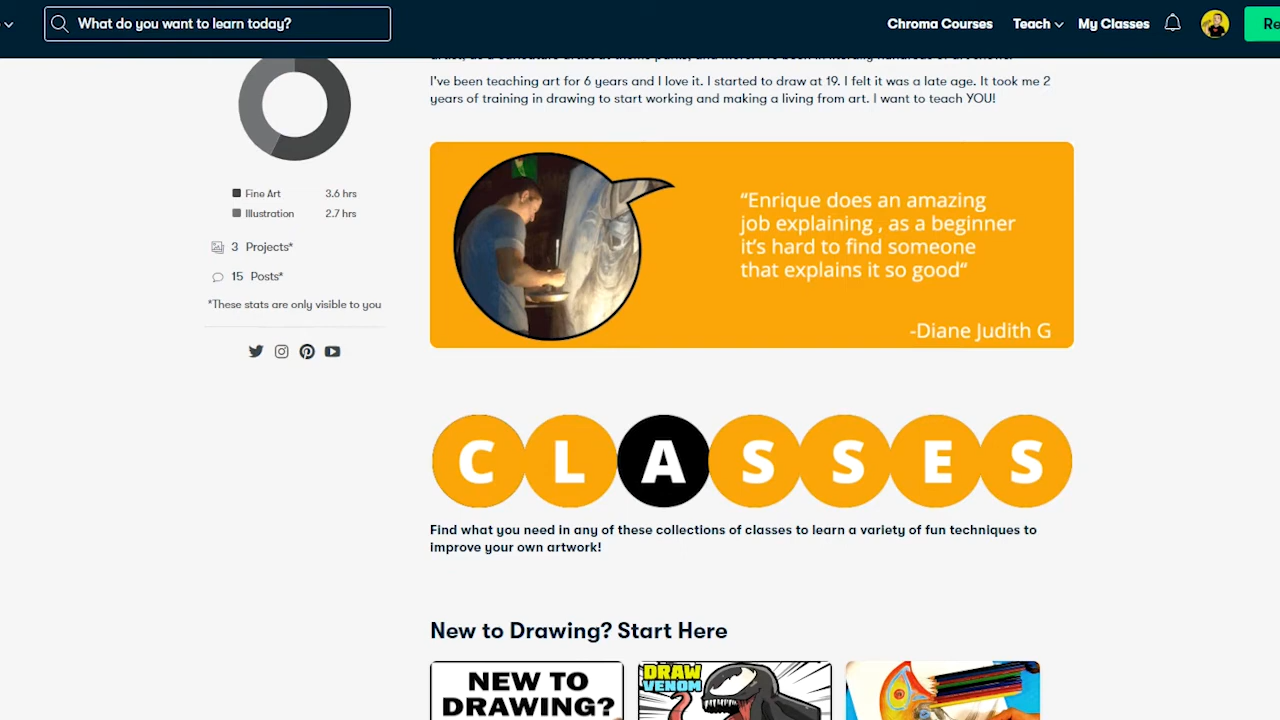 What do you want to learn today?
Chroma Courses
Teach
My Classes
Re
I've been teaching art for 6 years and I love it. I started to draw at 19. I felt it was a late age. It took me 2
years of training in drawing to start working and making a living from art. I want to teach YOU!
Fine Art 3.6 hrs
Illustration 2.7 hrs
3 Projects*
15 Posts*
*These stats are only visible to you
“Enrique does an amazing
job explaining , as a beginner
it’s hard to find someone
that explains it so good“
-Diane Judith G
CLASSES
Find what you need in any of these collections of classes to learn a variety of fun techniques to
improve your own artwork!
New to Drawing? Start Here
NEW TO
DRAWING?
DRAW
VENOM